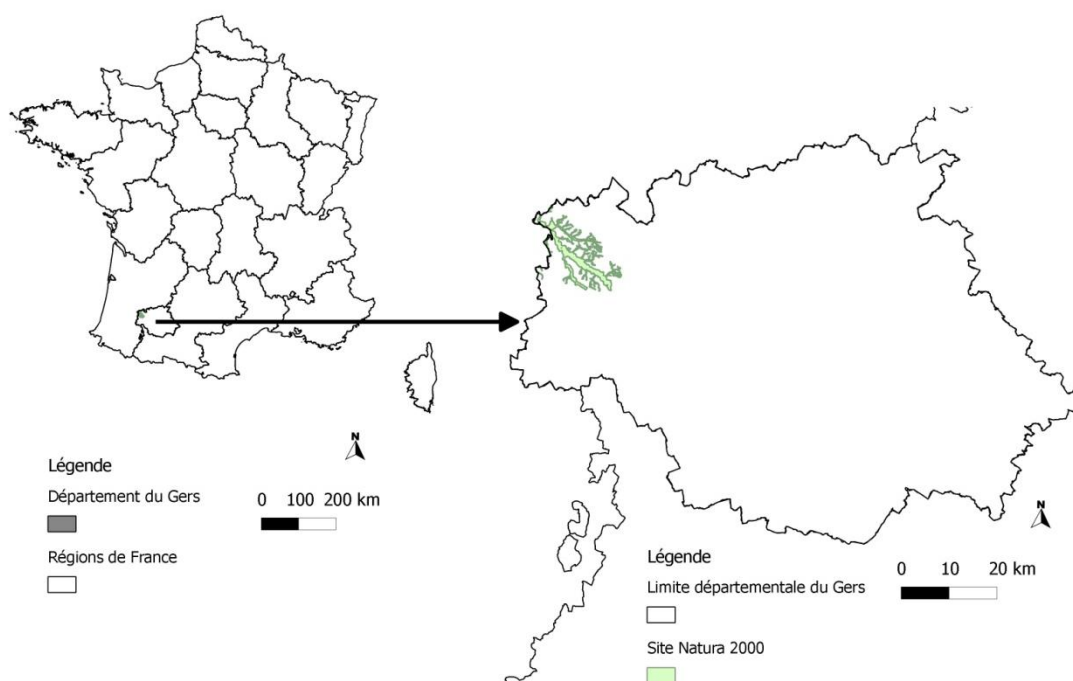 N
Légende
Département du Gers
0 100 200 km
Régions de France
N
Légende
0 10 20 km
Limite départementale du Gers
Site Natura 2000